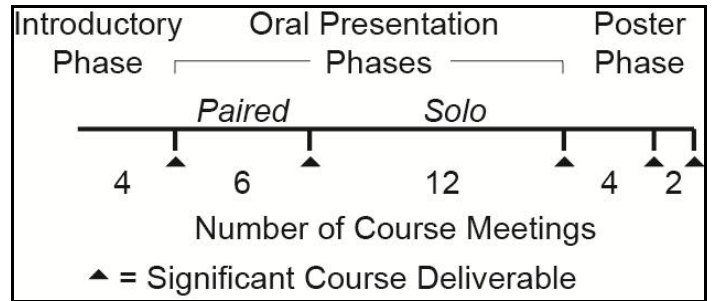 Introductory Oral Presentation Poster
Phase Phases Phase
Paired Solo
4 6 12 4 2
Number of Course Meetings
▲ = Significant Course Deliverable